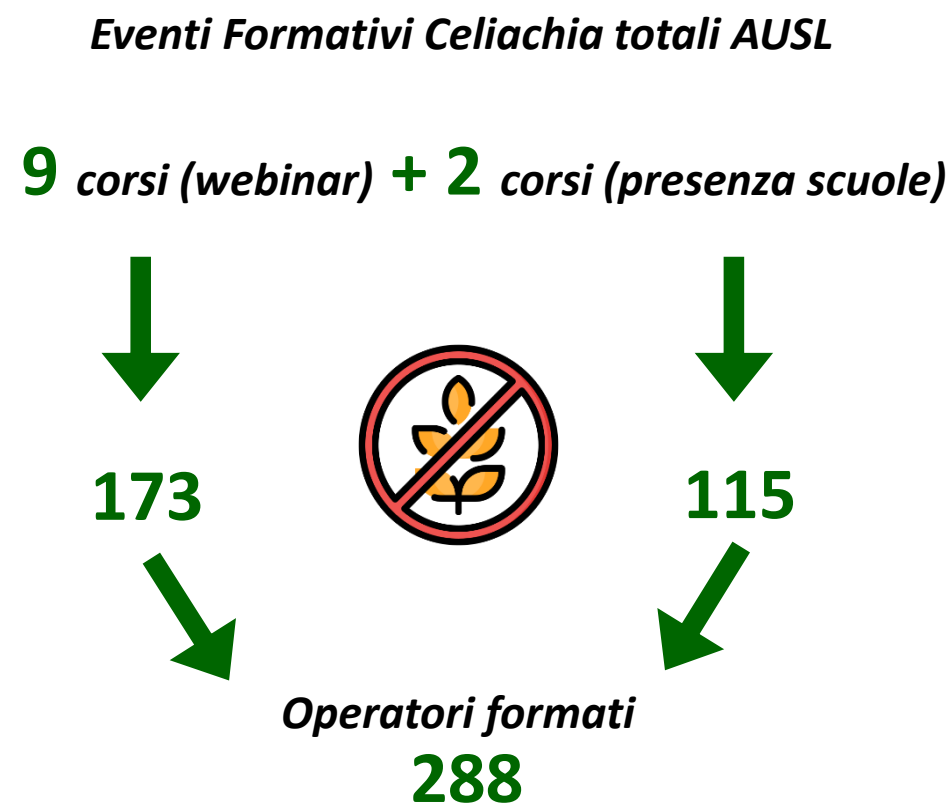 Eventi Formativi Celiachia totali AUSL
9 corsi (webinar) + 2 corsi (presenza scuole)
173 115
Operatori formati
288